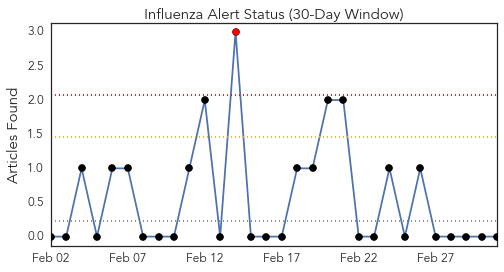 Influenza Alert Status (30-Day Window)
Articles Found
3.0
2.5
2.0
1.5
1.0
0.5
0.0
Feb 02
Feb 07
Feb 12
Feb 17
Feb 22
Feb 27